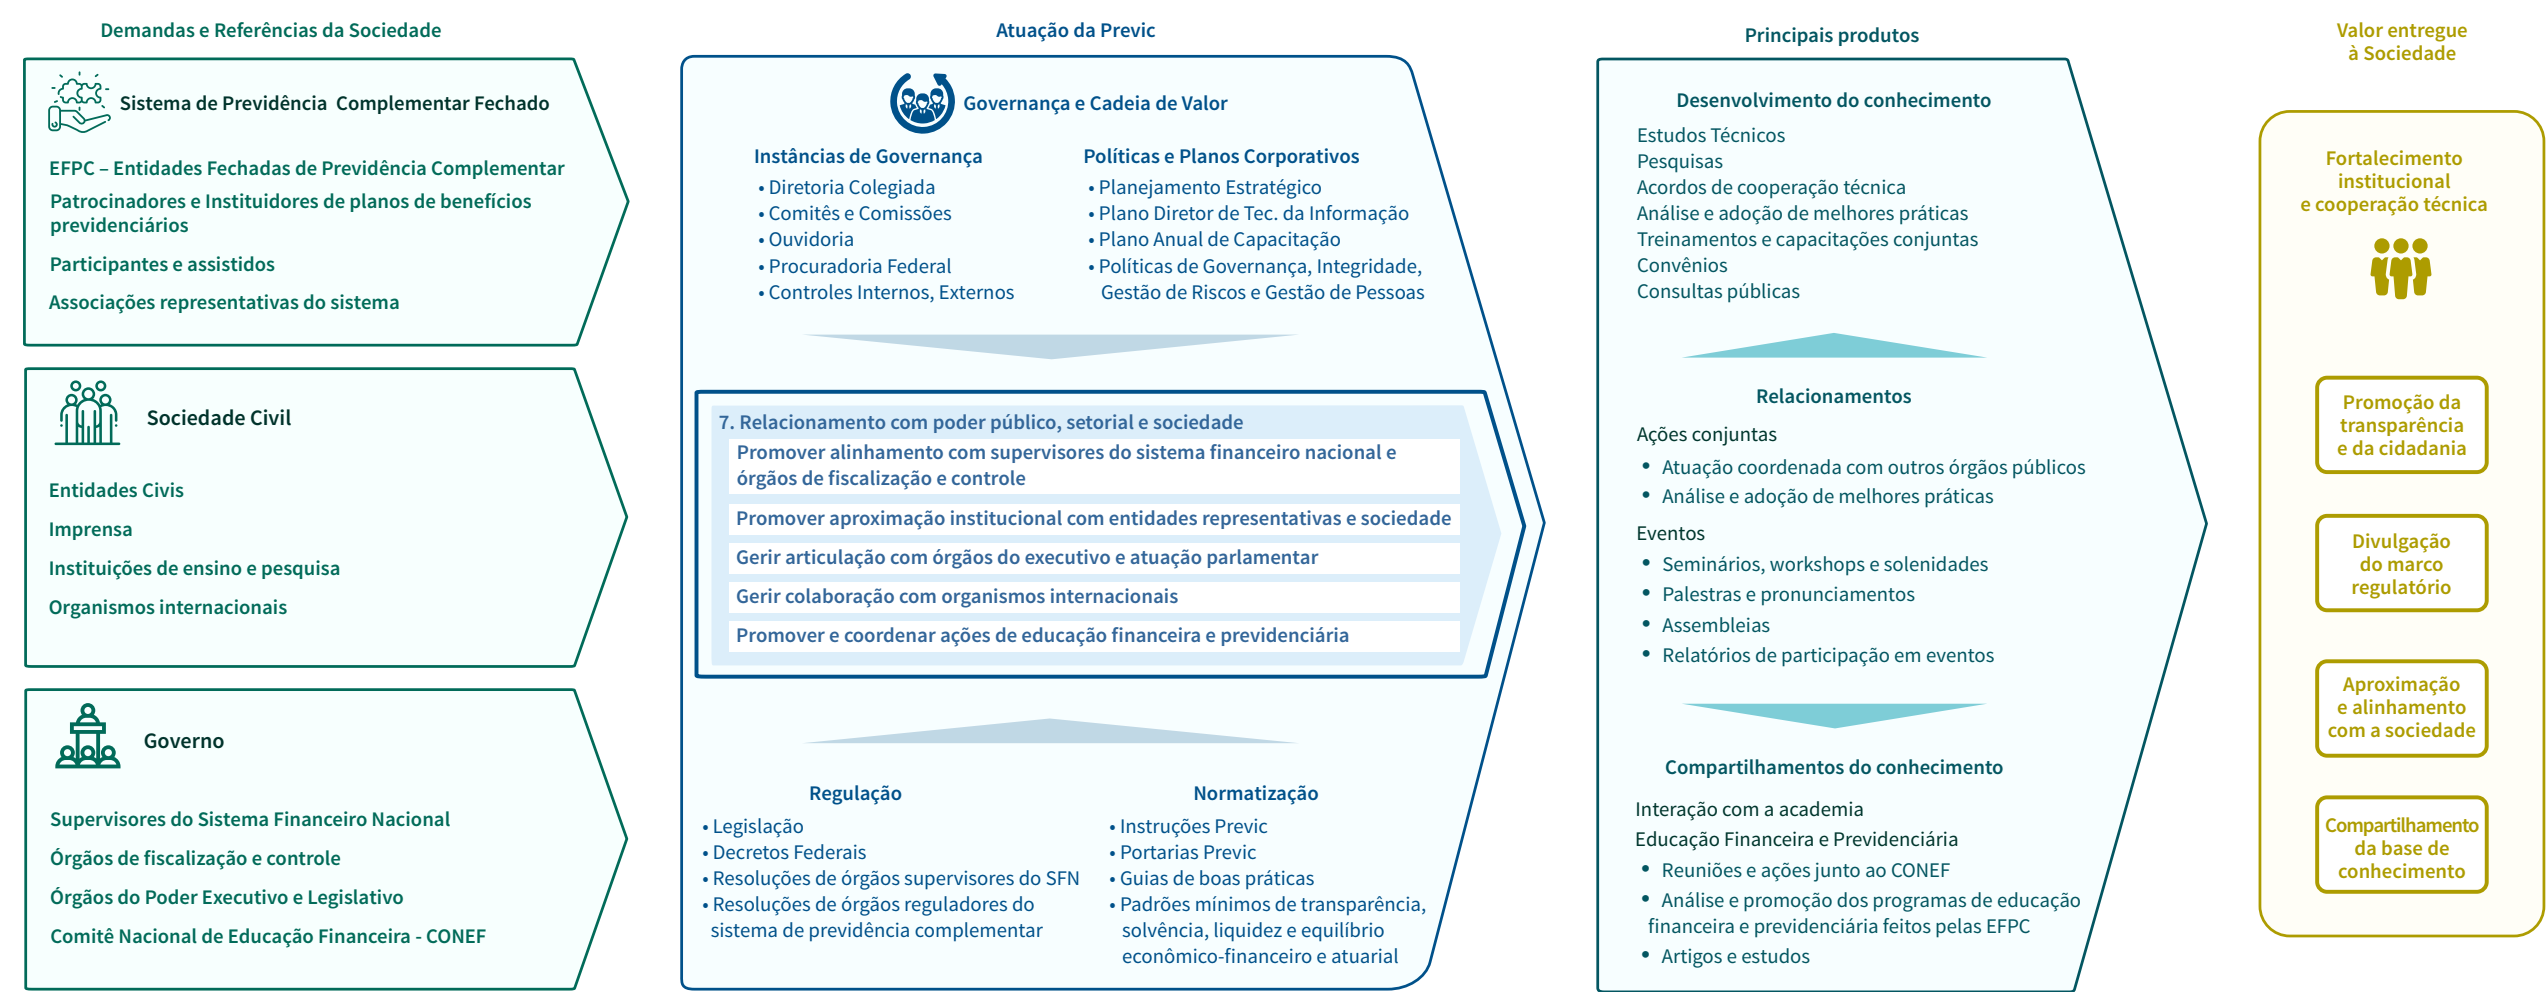 Demandas e Referências da Sociedade
Sistema de Previdência Complementar Fechado
EFPC – Entidades Fechadas de Previdência Complementar
Patrocinadores e Instituidores de planos de benefícios
previdenciários
Participantes e assistidos
Associações representativas do sistema
Sociedade Civil
Entidades Civis
Imprensa
Instituições de ensino e pesquisa
Organismos internacionais
Governo
Supervisores do Sistema Financeiro Nacional
Órgãos de fiscalização e controle
Órgãos do Poder Executivo e Legislativo
Comitê Nacional de Educação Financeira - CONEF
Atuação da Previc
Governança e Cadeia de Valor
Instâncias de Governança
• Diretoria Colegiada
• Comitês e Comissões
• Ouvidoria
• Procuradoria Federal
• Controles Internos, Externos
Políticas e Planos Corporativos
• Planejamento Estratégico
• Plano Diretor de Tec. da Informação
• Plano Anual de Capacitação
• Políticas de Governança, Integridade,
Gestão de Riscos e Gestão de Pessoas
7. Relacionamento com poder público, setorial e sociedade
Promover alinhamento com supervisores do sistema financeiro nacional e
órgãos de fiscalização e controle
Promover aproximação institucional com entidades representativas e sociedade
Gerir articulação com órgãos do executivo e atuação parlamentar
Gerir colaboração com organismos internacionais
Promover e coordenar ações de educação financeira e previdenciária
Regulação
• Legislação
• Decretos Federais
• Resoluções de órgãos supervisores do SFN
• Resoluções de órgãos reguladores do
sistema de previdência complementar
Normatização
• Instruções Previc
• Portarias Previc
• Guias de boas práticas
• Padrões mínimos de transparência,
solvência, liquidez e equilíbrio
econômico-financeiro e atuarial
Principais produtos
Desenvolvimento do conhecimento
Estudos Técnicos
Pesquisas
Acordos de cooperação técnica
Análise e adoção de melhores práticas
Treinamentos e capacitações conjuntas
Convênios
Consultas públicas
Relacionamentos
Ações conjuntas
• Atuação coordenada com outros órgãos públicos
• Análise e adoção de melhores práticas
Eventos
• Seminários, workshops e solenidades
• Palestras e pronunciamentos
• Assembleias
• Relatórios de participação em eventos
Compartilhamentos do conhecimento
Interação com a academia
Educação Financeira e Previdenciária
• Reuniões e ações junto ao CONEF
• Análise e promoção dos programas de educação
financeira e previdenciária feitos pelas EFPC
• Artigos e estudos
Valor entregue
à Sociedade
Fortalecimento
institucional
e cooperação técnica
Promoção da
transparência
e da cidadania
Divulgação
do marco
regulatório
Aproximação
e alinhamento
com a sociedade
Compartilhamento
da base de
conhecimento